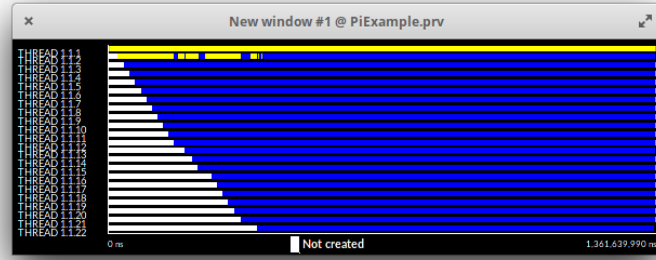 New window #1 @ PiExample.prv
THREAD 1.1.1
THREAD 1.1.2
THREAD 1.1.3
THREAD 1.1.4
THREAD 1.1.5
THREAD 1.1.6
THREAD 1.1.7
THREAD 1.1.8
THREAD 1.1.9
THREAD 1.1.10
THREAD 1.1.11
THREAD 1.1.12
THREAD 1.1.13
THREAD 1.1.14
THREAD 1.1.15
THREAD 1.1.16
THREAD 1.1.17
THREAD 1.1.18
THREAD 1.1.19
THREAD 1.1.20
THREAD 1.1.21
THREAD 1.1.22
0 ns
Not created
1,361,639,990 ns